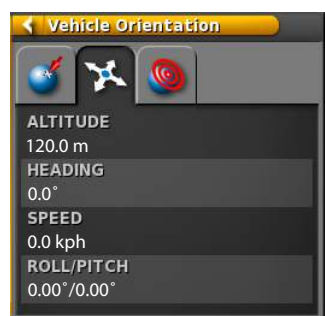 Vehicle Orientation
ALTITUDE
120.0 m
HEADING
0.0°
SPEED
0.0 kph
ROLL/PITCH
0.00°/0.00°